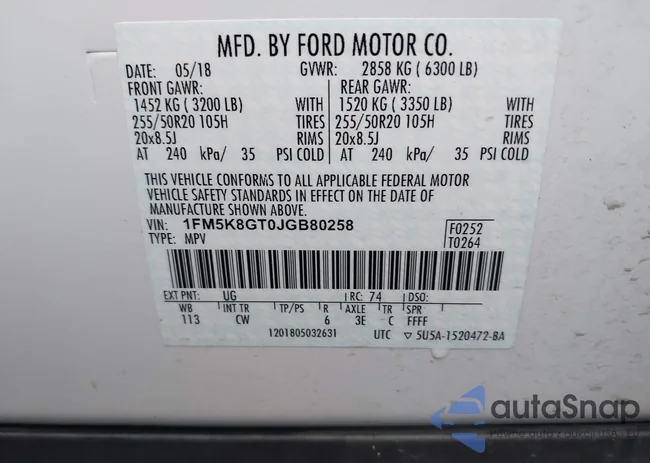 MFD. BY FORD MOTOR CO.
DATE: 05/18 GVWR: 2858 KG ( 6300 LB)
FRONT GAWR: REAR GAWR:
1452 KG ( 3200 LB) WITH 1520 KG ( 3350 LB) WITH
255/50R20 105H TIRES 255/50R20 105H TIRES
20x8.5J RIMS 20x8.5J RIMS
AT 240 kPa/ 35 PSI COLD AT 240 kPa/ 35 PSI COLD
THIS VEHICLE CONFORMS TO ALL APPLICABLE FEDERAL MOTOR
VEHICLE SAFETY STANDARDS IN EFFECT ON THE DATE OF
MANUFACTURE SHOWN ABOVE.
VIN: 1FM5K8GT0JGB80258 F0252
TYPE: MPV T0264
EXT PNT: UG RC: 74 DSO:
WB INT TR TP/PS R AXLE TR SPR
113 CW 6 3E C FFFF
1201805032631 UTC ▽ 5U5A-1520472-BA
autoSnap